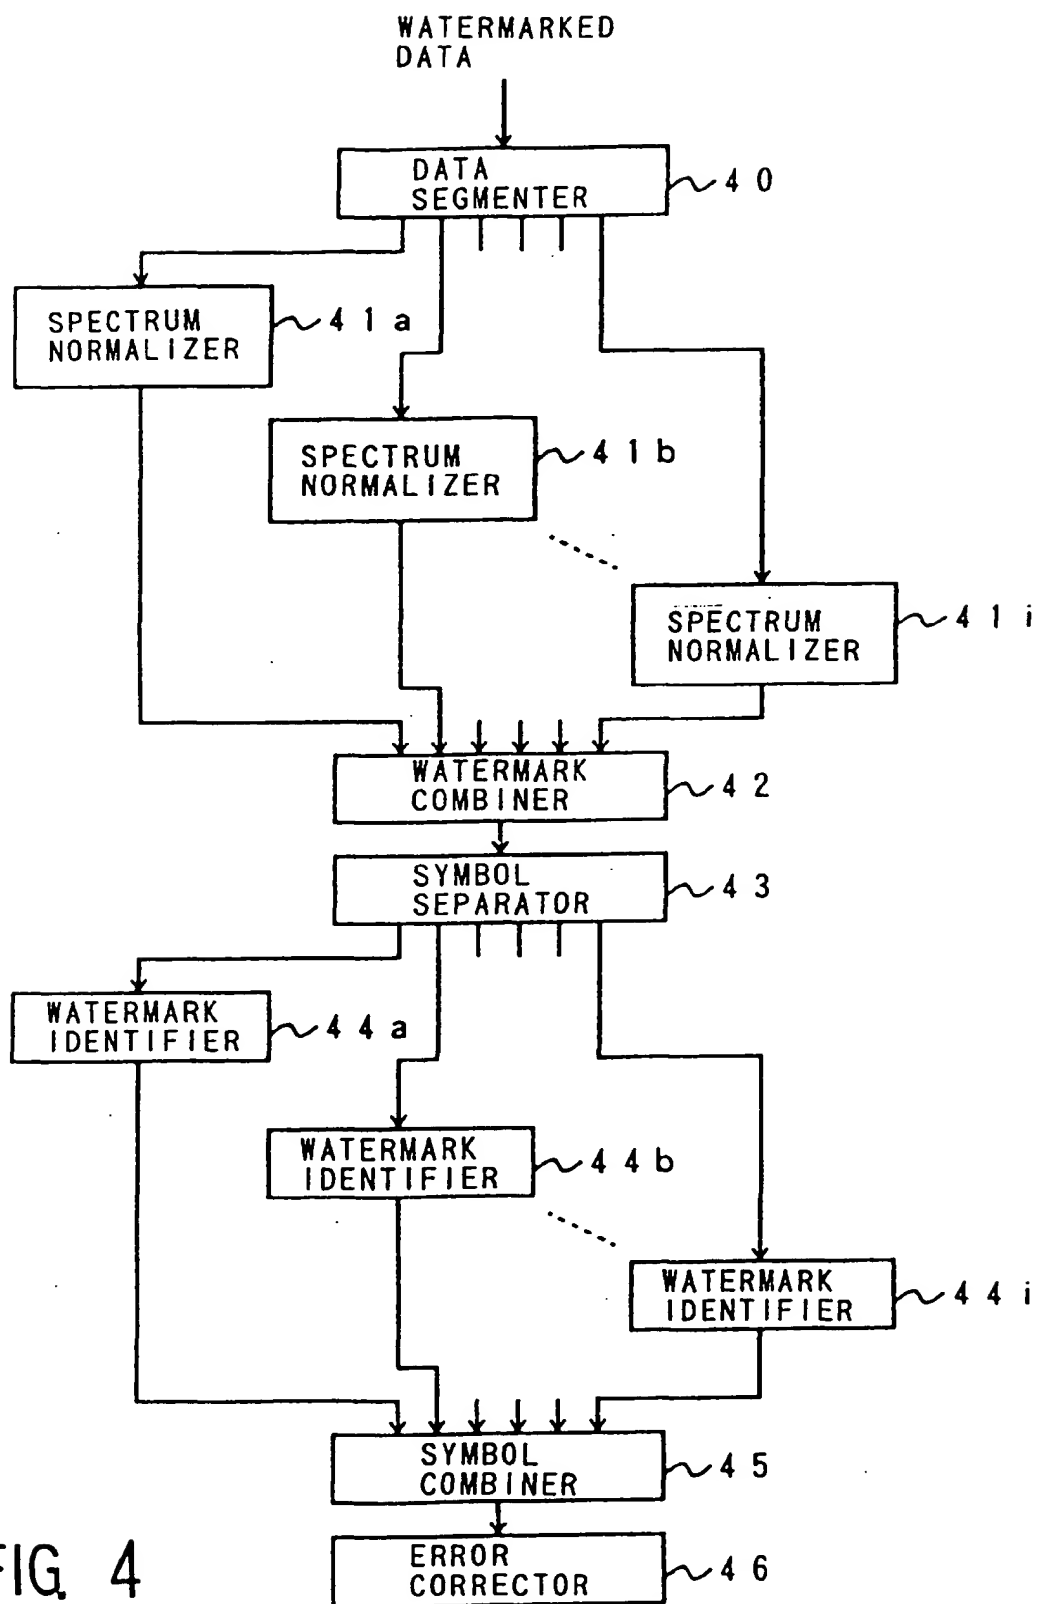 WATERMARKED
DATA
DATA
SEGMENTER
40
SPECTRUM
NORMALIZER
41a
SPECTRUM
NORMALIZER
41b
SPECTRUM
NORMALIZER
41i
WATERMARK
COMBINER
42
SYMBOL
SEPARATOR
43
WATERMARK
IDENTIFIER
44a
WATERMARK
IDENTIFIER
44b
WATERMARK
IDENTIFIER
44i
SYMBOL
COMBINER
45
ERROR
CORRECTOR
46
FIG. 4